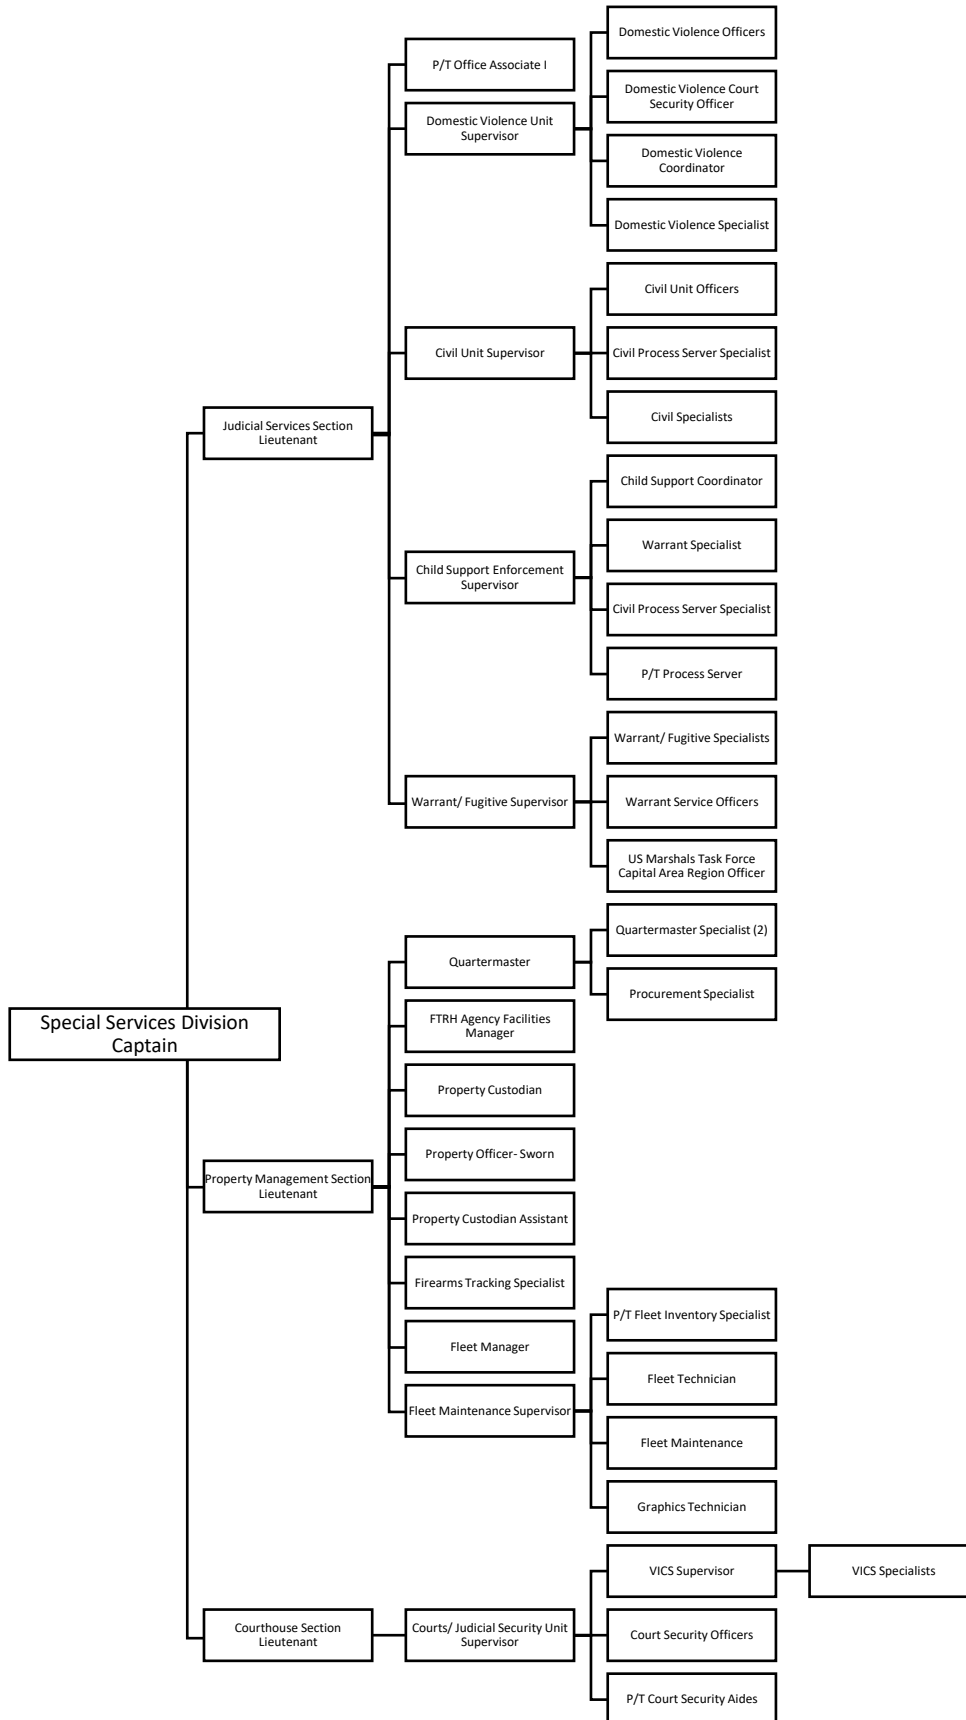 Domestic Violence Officers
P/T Office Associate I
Domestic Violence Court
Security Officer
Domestic Violence Unit
Supervisor
Domestic Violence
Coordinator
Domestic Violence Specialist
Civil Unit Officers
Civil Unit Supervisor
Civil Process Server Specialist
Civil Specialists
Judicial Services Section
Lieutenant
Child Support Coordinator
Warrant Specialist
Child Support Enforcement
Supervisor
Civil Process Server Specialist
P/T Process Server
Warrant/ Fugitive Specialists
Warrant/ Fugitive Supervisor
Warrant Service Officers
US Marshals Task Force
Capital Area Region Officer
Quartermaster Specialist (2)
Quartermaster
Procurement Specialist
Special Services Division
Captain
FTRH Agency Facilities
Manager
Property Custodian
Property Officer- Sworn
Property Management Section
Lieutenant
Property Custodian Assistant
Firearms Tracking Specialist
P/T Fleet Inventory Specialist
Fleet Manager
Fleet Technician
Fleet Maintenance Supervisor
Fleet Maintenance
Graphics Technician
VICS Supervisor
VICS Specialists
Courthouse Section
Lieutenant
Courts/ Judicial Security Unit
Supervisor
Court Security Officers
P/T Court Security Aides